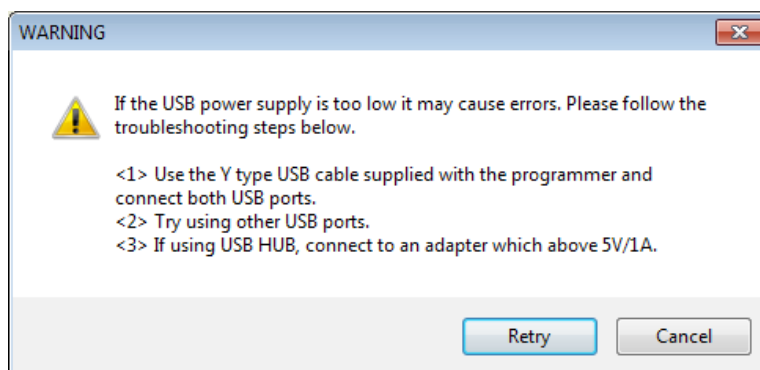 WARNING
If the USB power supply is too low it may cause errors. Please follow the
troubleshooting steps below.
<1> Use the Y type USB cable supplied with the programmer and
connect both USB ports.
<2> Try using other USB ports.
<3> If using USB HUB, connect to an adapter which above 5V/1A.
Retry
Cancel